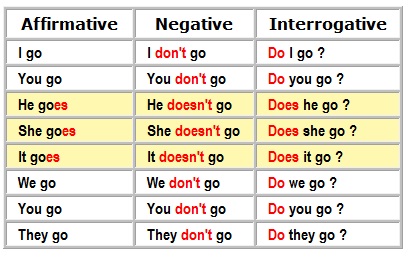 Affirmative Negative Interrogative
I go I don't go Do I go ?
You go You don't go Do you go ?
He goes He doesn't go Does he go ?
She goes She doesn't go Does she go ?
It goes It doesn't go Does it go ?
We go We don't go Do we go ?
You go You don't go Do you go ?
They go They don't go Do they go ?